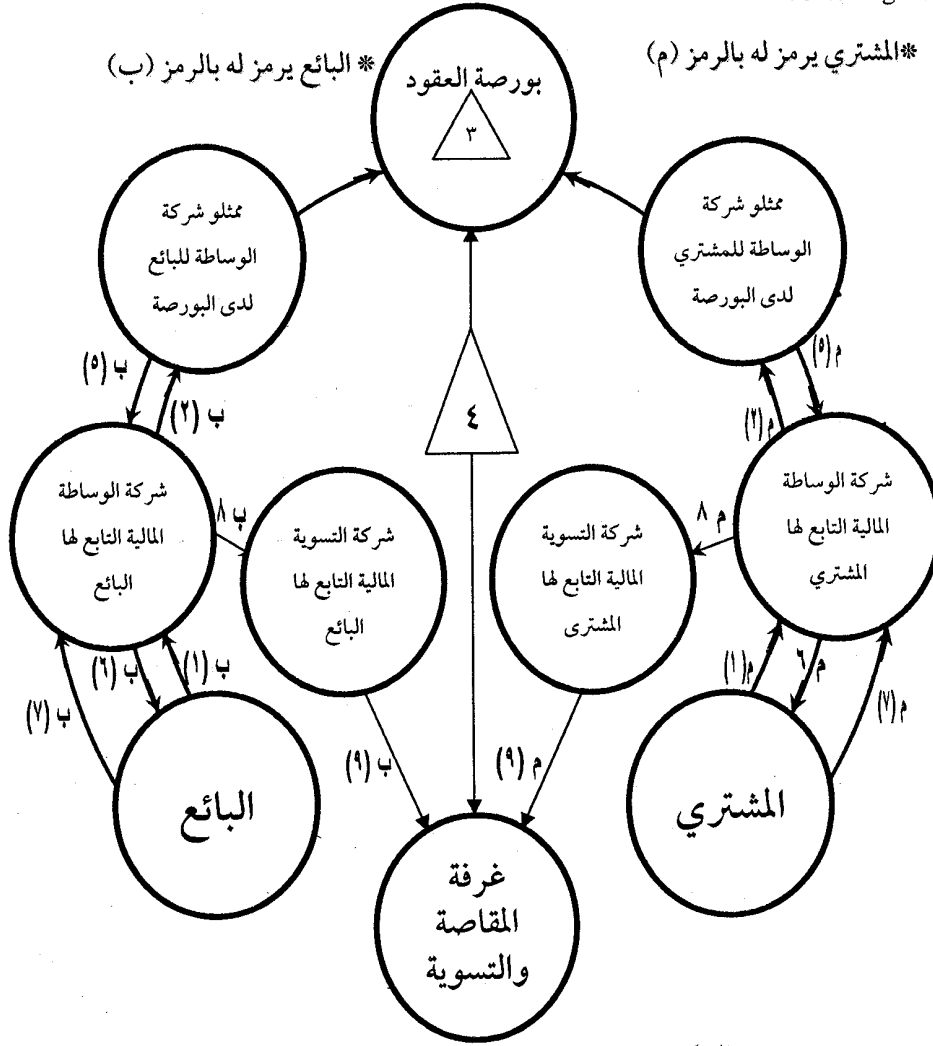 *المشتري يرمز له بالرمز (م)
* البائع يرمز له بالرمز (ب)
بورصة العقود
٣
ممثلو شركة
الوساطة للمشتري
لدى البورصة
ممثلو شركة
الوساطة للبائع
لدى البورصة
م (٥)
م (٢)
ب (٥)
ب (٢)
٤
شركة الوساطة
المالية التابع لها
المشتري
م ٨
شركة التسوية
المالية التابع لها
المشترى
شركة التسوية
المالية التابع لها
البائع
ب ٨
شركة الوساطة
المالية التابع لها
البائع
م (١)
م ٦
م (٧)
ب (١)
ب (٦)
ب (٧)
المشتري
م (٩)
ب (٩)
البائع
غرفة
المقاصة
والتسوية